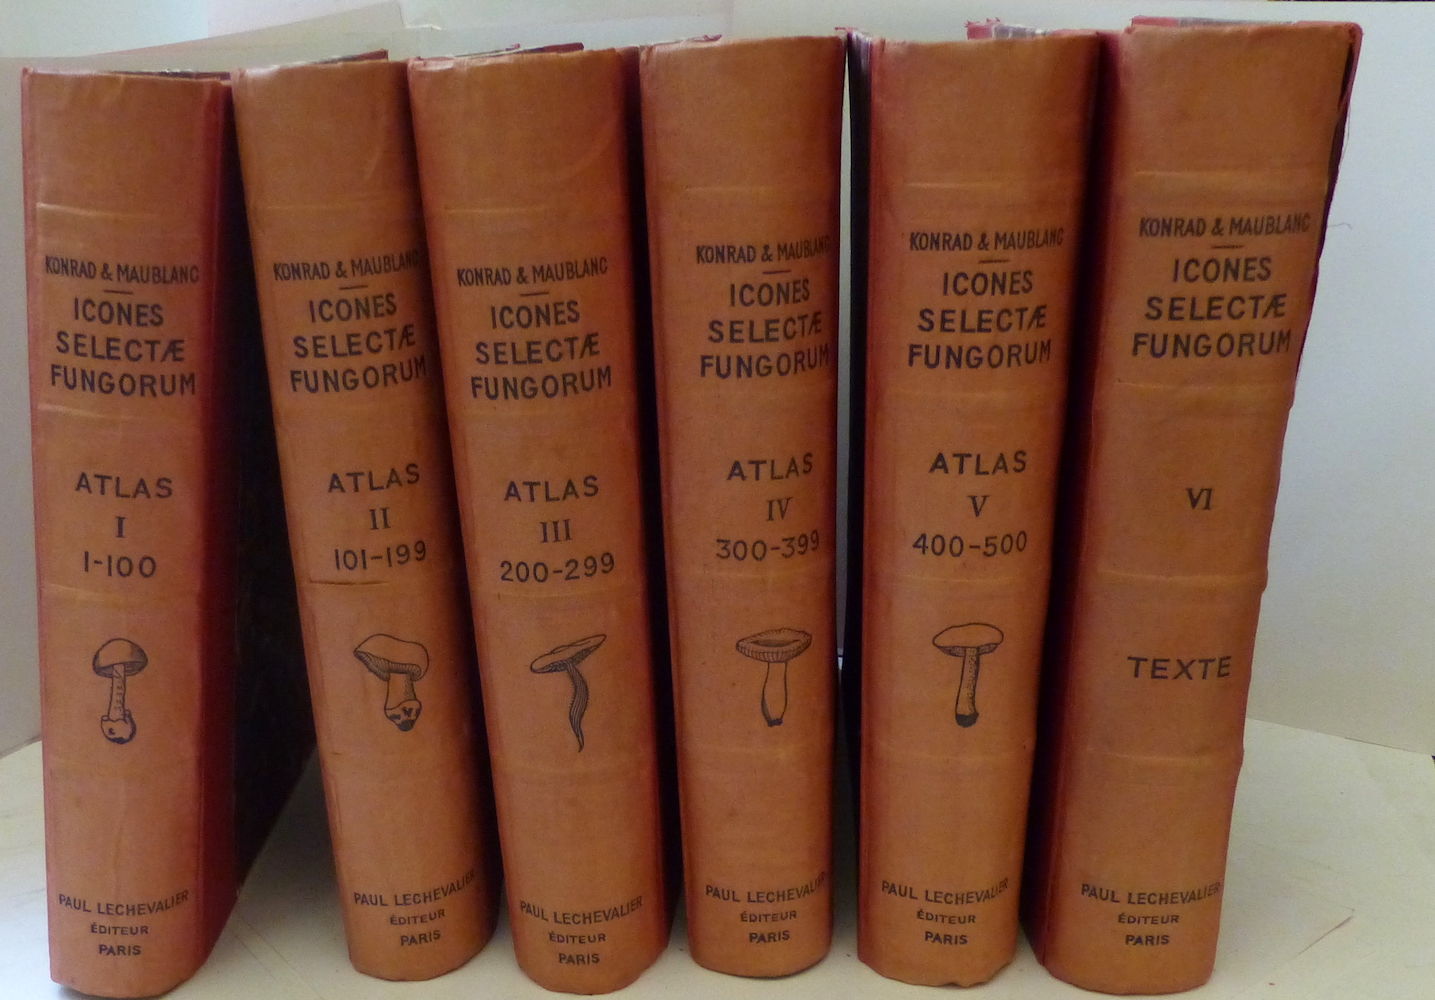 KONRAD & MAUBLANC
ICONES
SELECTÆ
FUNGORUM
ATLAS
I
1-100
PAUL LECHEVALIER
ÉDITEUR
PARIS
KONRAD & MAUBLANC
ICONES
SELECTÆ
FUNGORUM
ATLAS
II
101-199
PAUL LECHEVALIER
ÉDITEUR
PARIS
KONRAD & MAUBLANC
ICONES
SELECTÆ
FUNGORUM
ATLAS
III
200-299
PAUL LECHEVALIER
ÉDITEUR
PARIS
KONRAD & MAUBLANC
ICONES
SELECTÆ
FUNGORUM
ATLAS
IV
300-399
PAUL LECHEVALIER
ÉDITEUR
PARIS
KONRAD & MAUBLANC
ICONES
SELECTÆ
FUNGORUM
ATLAS
V
400-500
PAUL LECHEVALIER
ÉDITEUR
PARIS
KONRAD & MAUBLANC
ICONES
SELECTÆ
FUNGORUM
VI
TEXTE
PAUL LECHEVALIER
ÉDITEUR
PARIS